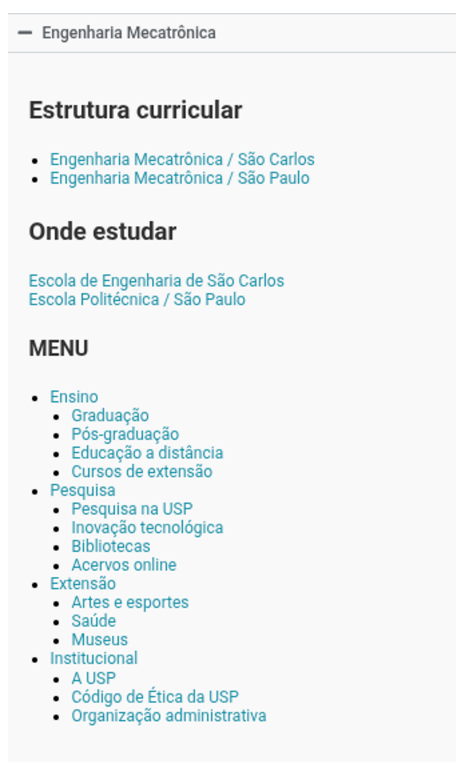 Engenharia Mecatrônica
Estrutura curricular
Engenharia Mecatrônica / São Carlos
Engenharia Mecatrônica / São Paulo
Onde estudar
Escola de Engenharia de São Carlos
Escola Politécnica / São Paulo
MENU
Ensino
Graduação
Pós-graduação
Educação a distância
Cursos de extensão
Pesquisa
Pesquisa na USP
Inovação tecnológica
Bibliotecas
Acervos online
Extensão
Artes e esportes
Saúde
Museus
Institucional
A USP
Código de Ética da USP
Organização administrativa